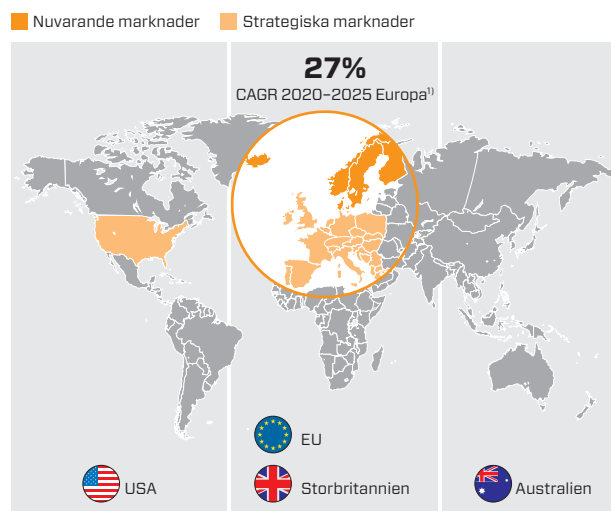 Nuvarande marknader
Strategiska marknader
27%
CAGR 2020–2025 Europa¹⁾
EU
USA
Storbritannien
Australien